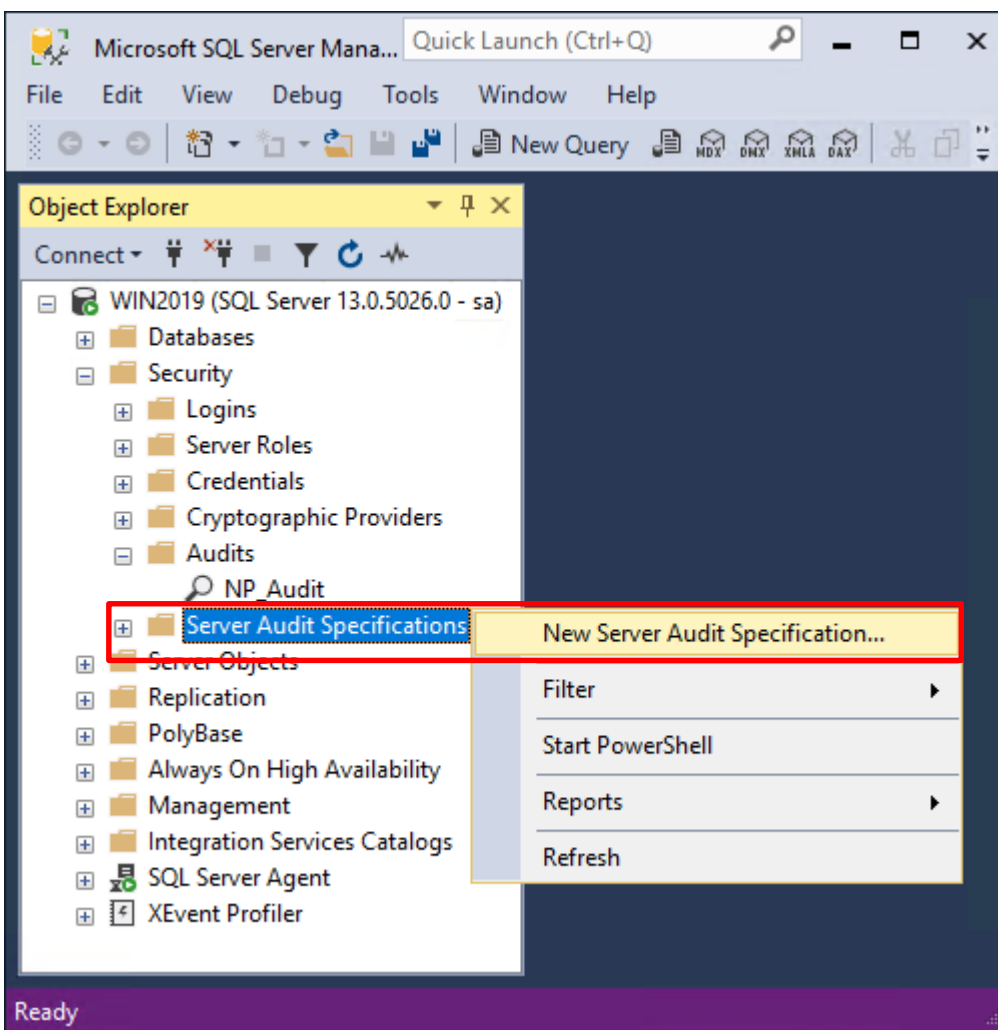 Microsoft SQL Server Mana... Quick Launch (Ctrl+Q)
File Edit View Debug Tools Window Help
New Query MDX DMX XMLA DAX
Object Explorer
Connect
WIN2019 (SQL Server 13.0.5026.0 - sa)
Databases
Security
Logins
Server Roles
Credentials
Cryptographic Providers
Audits
NP_Audit
Server Audit Specifications
New Server Audit Specification...
Server Objects
Filter
Replication
PolyBase
Start PowerShell
Always On High Availability
Management
Reports
Integration Services Catalogs
Refresh
SQL Server Agent
XEvent Profiler
Ready